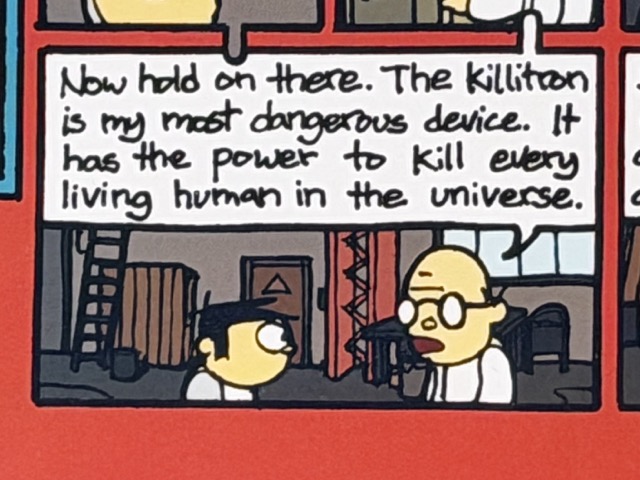 Now hold on there. The Killitron
is my most dangerous device. It
has the power to kill every
living human in the universe.